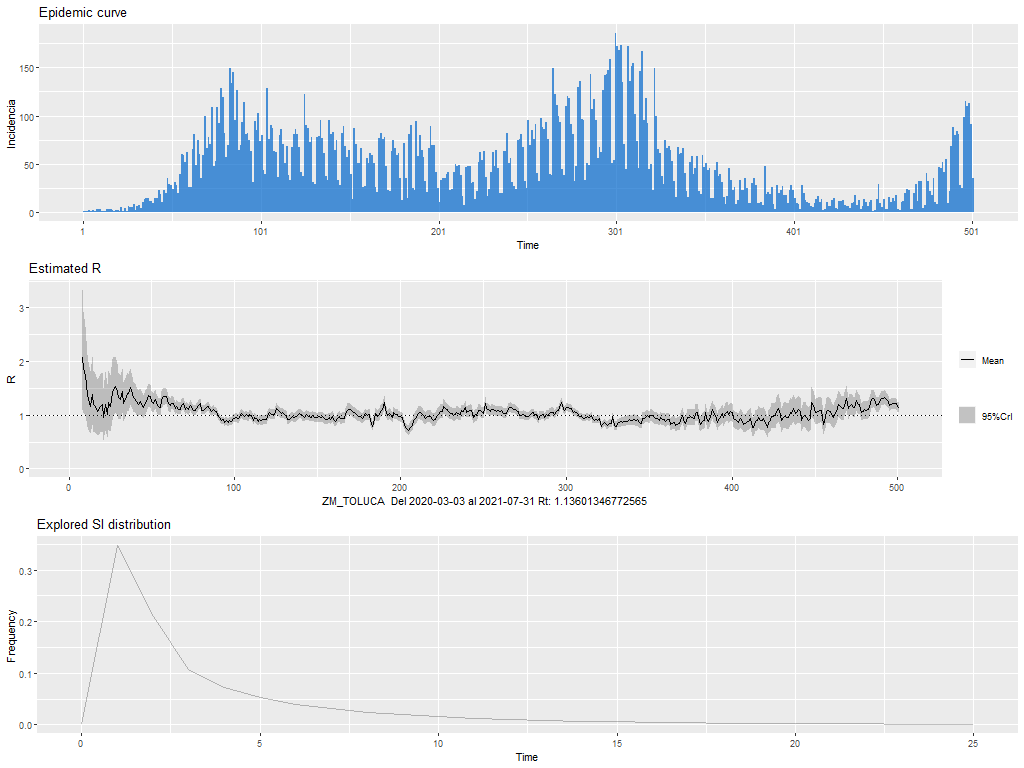 Epidemic curve
Incidencia
150
100
50
0
1
101
201
301
401
501
Time
Estimated R
R
3
2
1
0
0
100
200
300
400
500
Mean
95%CrI
ZM_TOLUCA Del 2020-03-03 al 2021-07-31 Rt: 1.13601346772565
Explored SI distribution
Frequency
0.3
0.2
0.1
0.0
0
5
10
15
20
25
Time